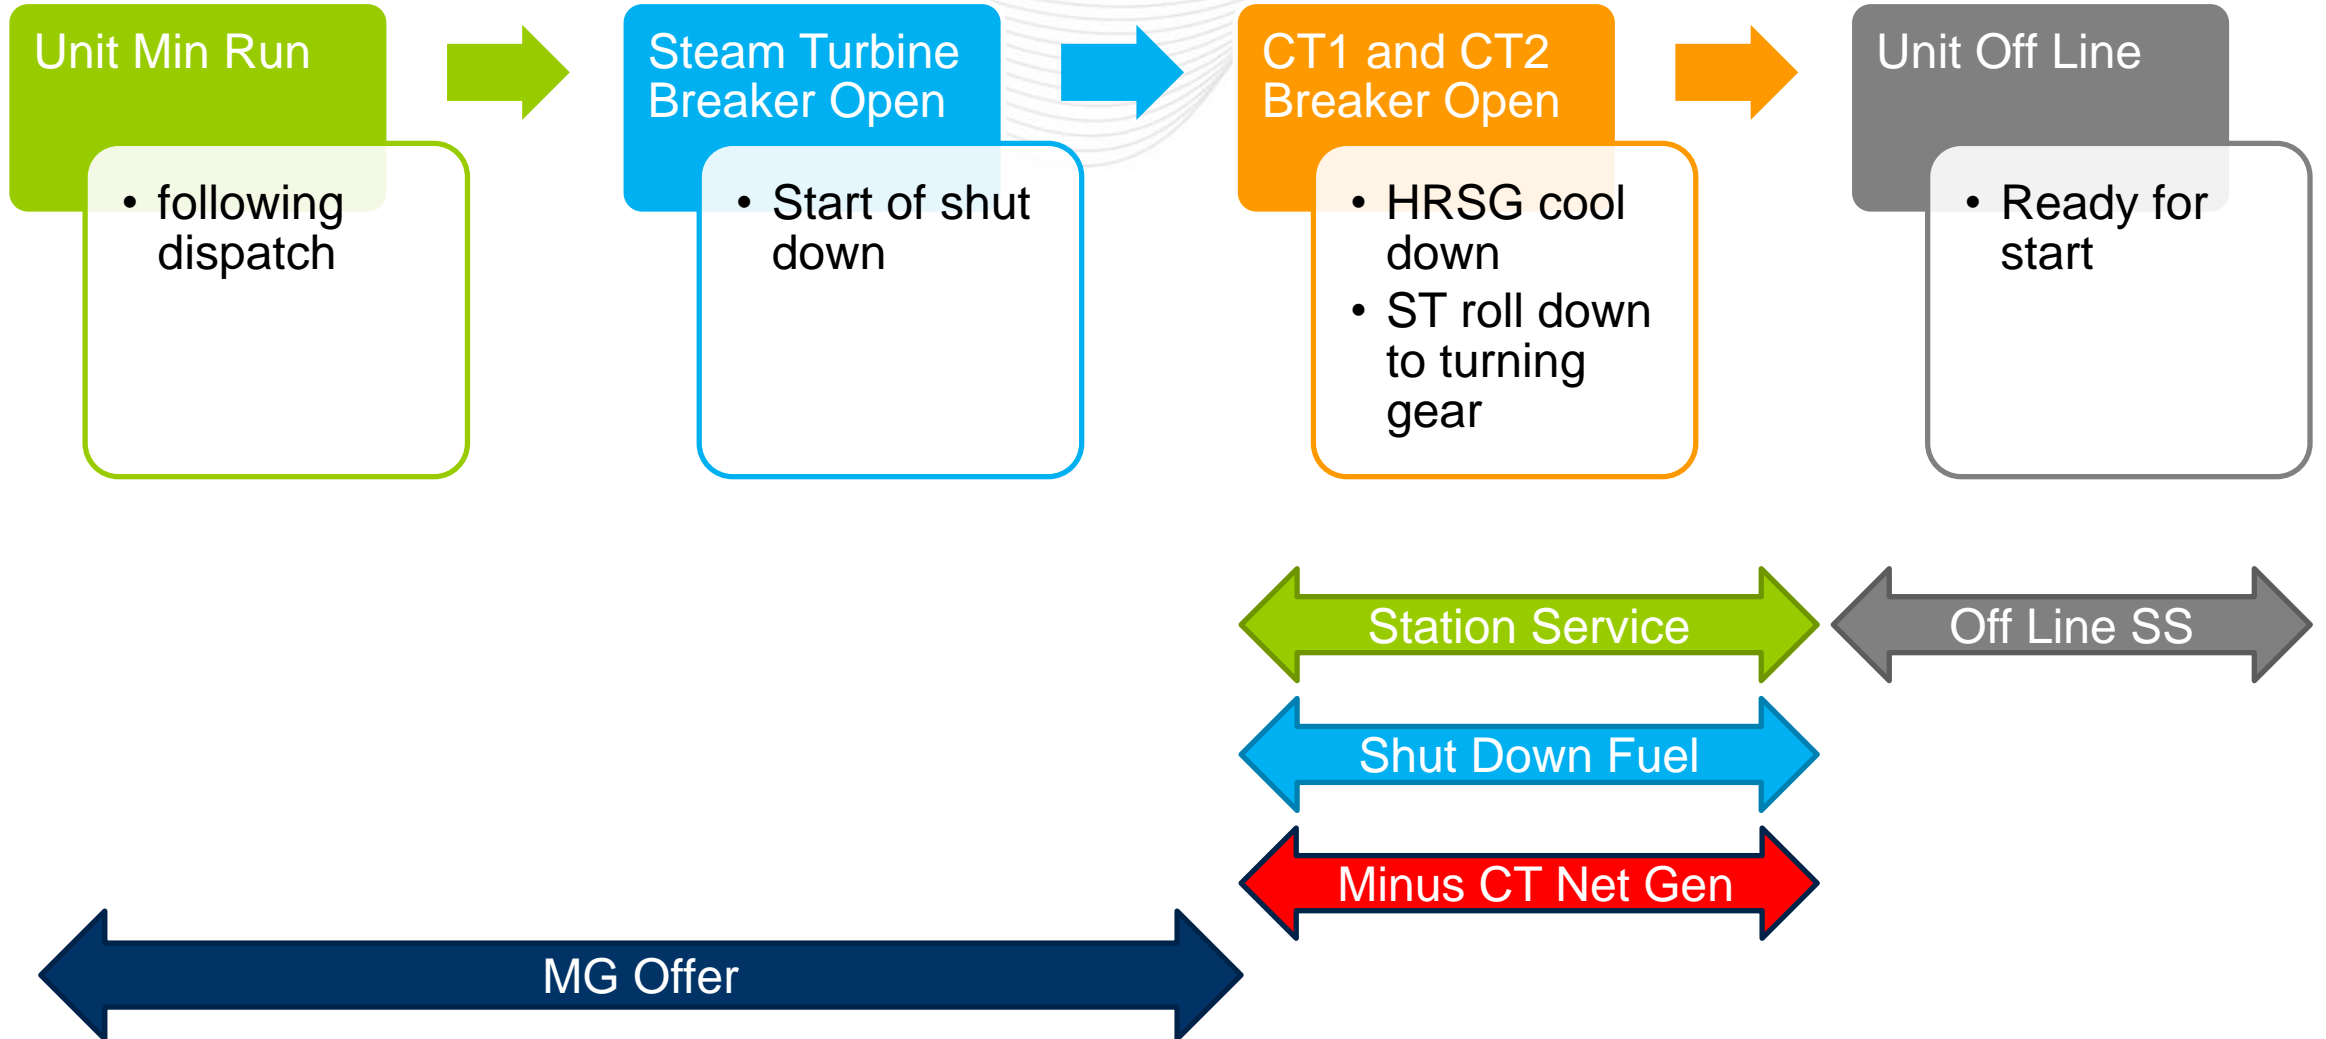 Unit Min Run
• following
dispatch
Steam Turbine
Breaker Open
• Start of shut
down
CT1 and CT2
Breaker Open
• HRSG cool
down
• ST roll down
to turning
gear
Unit Off Line
• Ready for
start
Station Service
Off Line SS
Shut Down Fuel
Minus CT Net Gen
MG Offer